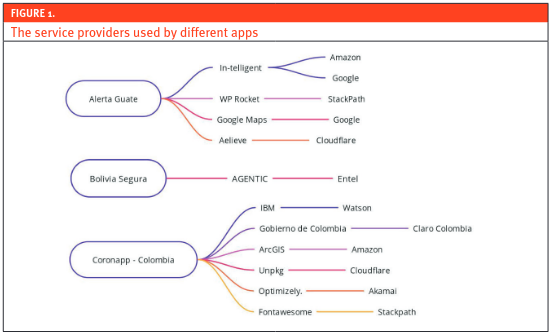 FIGURE 1.
The service providers used by different apps
Alerta Guate
In-telligent
Amazon
Google
WP Rocket
StackPath
Google Maps
Google
Aelieve
Cloudflare
Bolivia Segura
AGENTIC
Entel
Coronapp - Colombia
IBM
Watson
Gobierno de Colombia
Claro Colombia
ArcGIS
Amazon
Unpkg
Cloudflare
Optimizely.
Akamai
Fontawesome
Stackpath